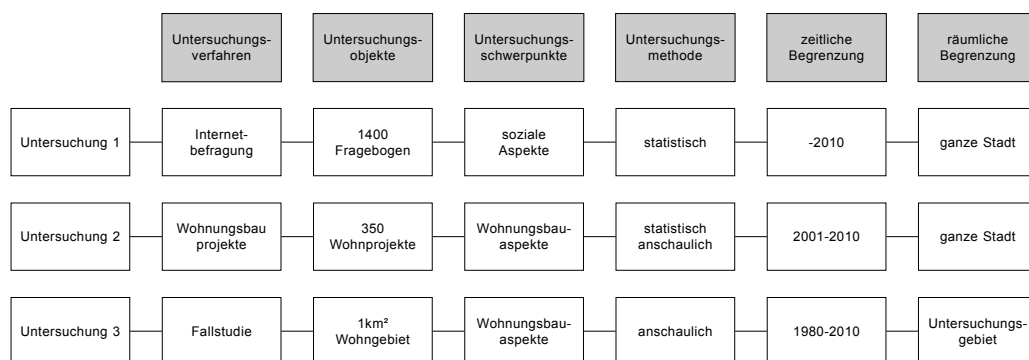 Untersuchungs-
verfahren
Untersuchungs-
objekte
Untersuchungs-
schwerpunkte
Untersuchungs-
methode
zeitliche
Begrenzung
räumliche
Begrenzung
Untersuchung 1
Internet-
befragung
1400
Fragebogen
soziale
Aspekte
statistisch
-2010
ganze Stadt
Untersuchung 2
Wohnungsbau
projekte
350
Wohnprojekte
Wohnungsbau-
aspekte
statistisch
anschaulich
2001-2010
ganze Stadt
Untersuchung 3
Fallstudie
1km²
Wohngebiet
Wohnungsbau-
aspekte
anschaulich
1980-2010
Untersuchungs-
gebiet